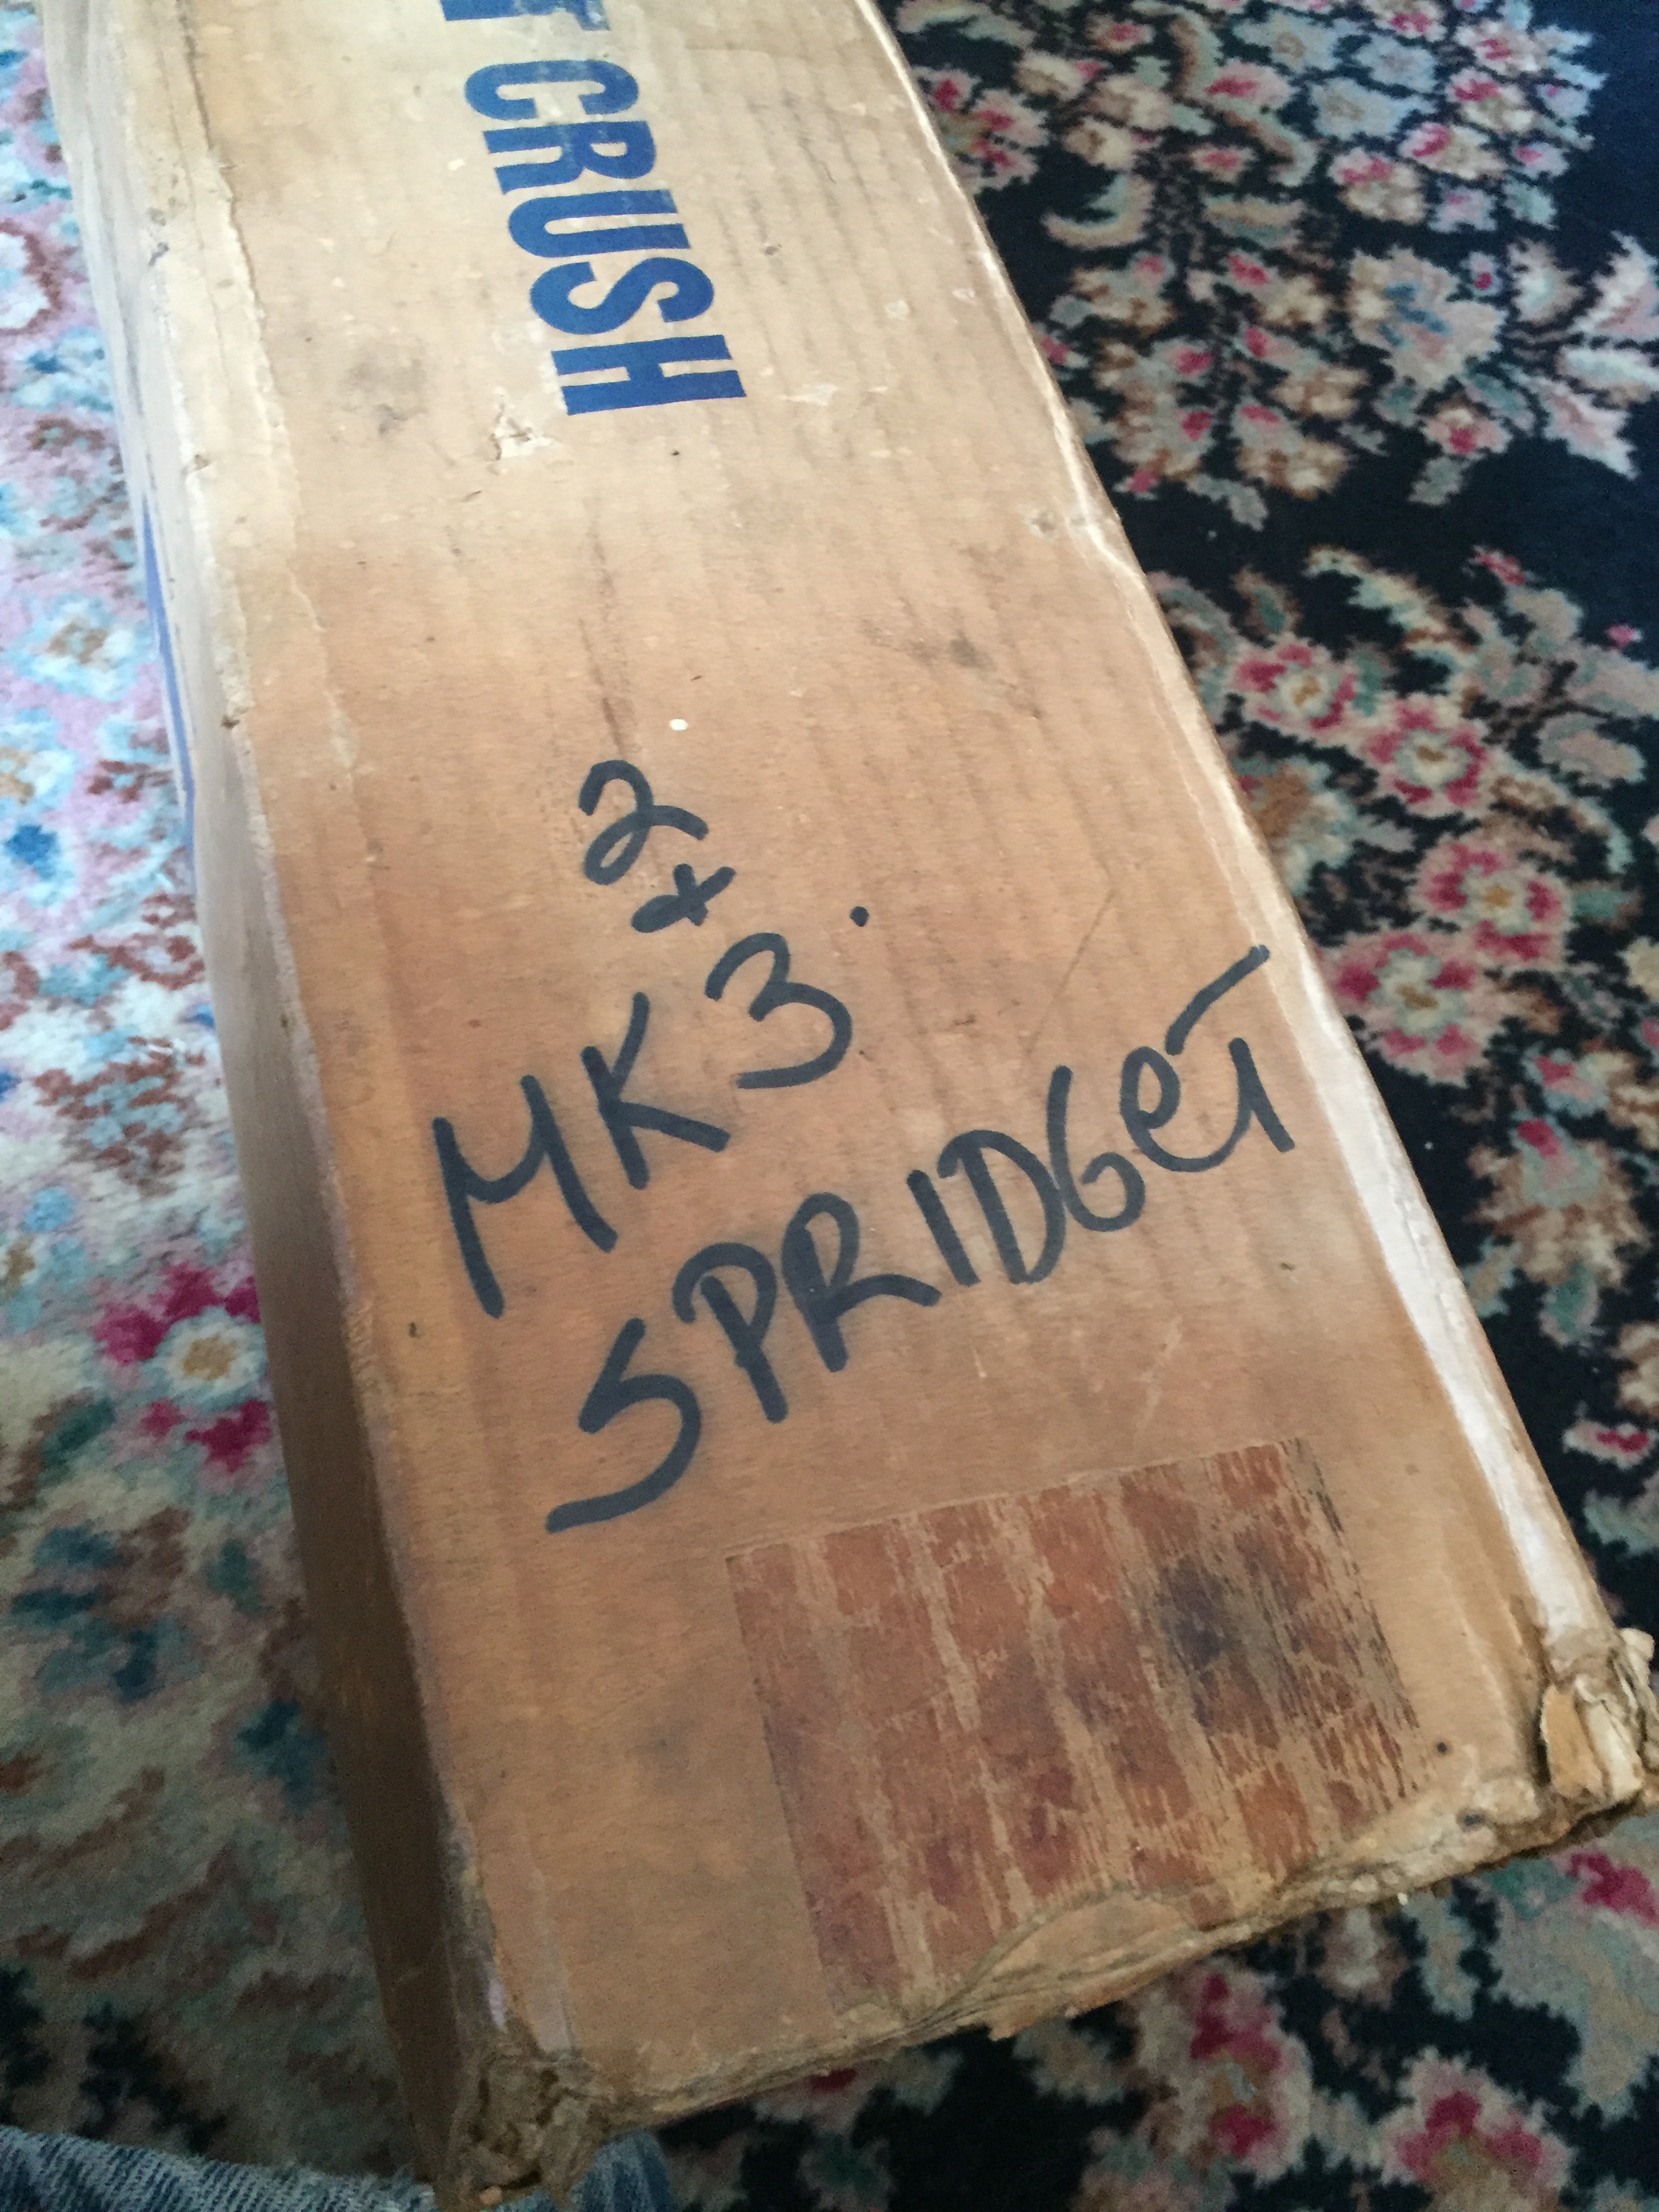 CRUSH
2x
MK3.
SPRIDGET